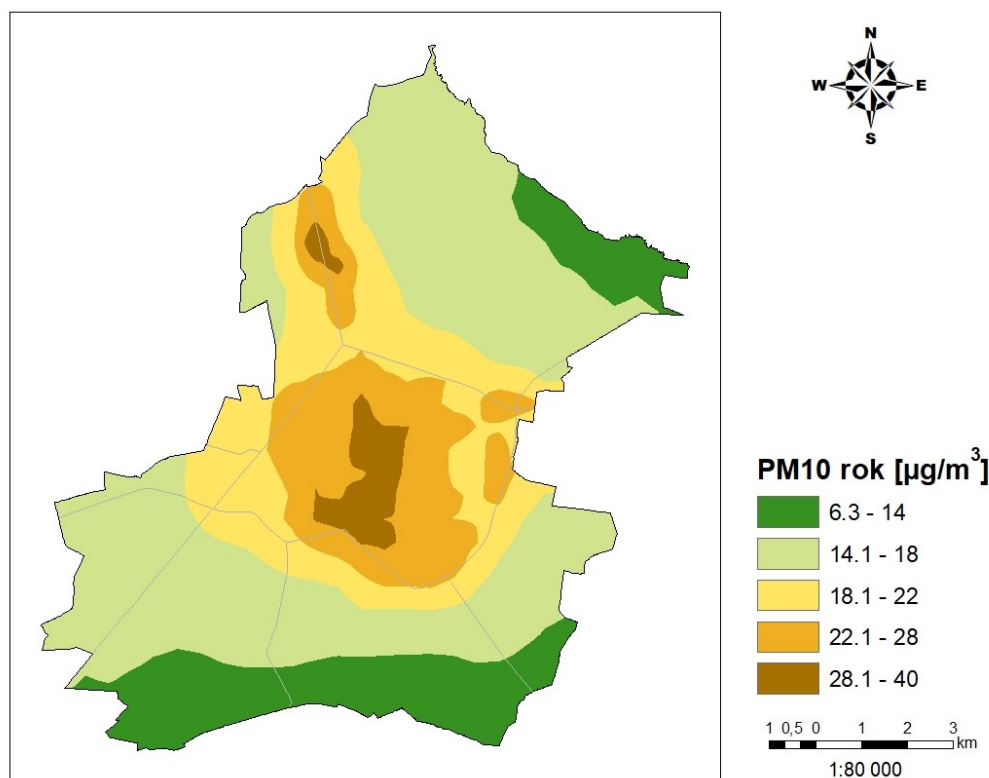 N
W E
S
PM10 rok [µg/m³]
6.3 - 14
14.1 - 18
18.1 - 22
22.1 - 28
28.1 - 40
1 0,5 0 1 2 3
km
1:80 000